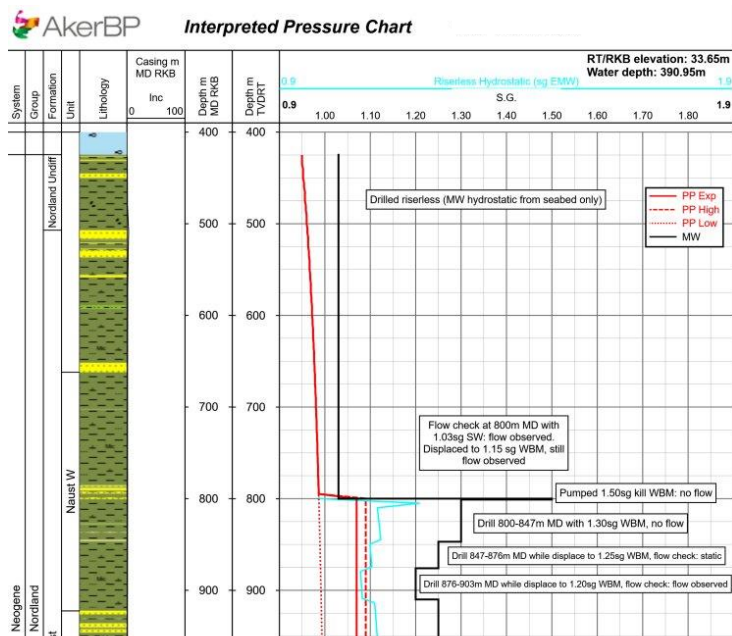 AkerBP
Interpreted Pressure Chart
System
Group
Formation
Unit
Lithology
Casing m
MD RKB
Inc
0 100
Depth m
MD RKB
Depth m
TVDRT
RT/RKB elevation: 33.65m
Water depth: 390.95m
0.9 Riserless Hydrostatic (sg EMW) 1.9
S.G.
0.9 1.9
1.00 1.10 1.20 1.30 1.40 1.50 1.60 1.70 1.80
400 400
500 500
600 600
700 700
800 800
900 900
Neogene
Nordland
Nordland Undiff
Naust W
st
Drilled riserless (MW hydrostatic from seabed only)
PP Exp
PP High
PP Low
MW
Flow check at 800m MD with
1.03sg SW: flow observed.
Displaced to 1.15 sg WBM, still
flow observed
Pumped 1.50sg kill WBM: no flow
Drill 800-847m MD with 1.30sg WBM, no flow
Drill 847-876m MD while displace to 1.25sg WBM, flow check: static
Drill 876-903m MD while displace to 1.20sg WBM, flow check: flow observed